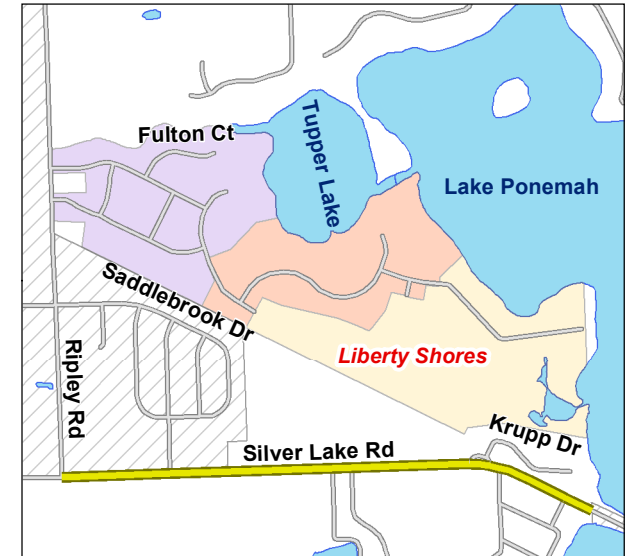 Fulton Ct
Tupper Lake
Lake Ponemah
Saddlebrook Dr
Liberty Shores
Ripley Rd
Krupp Dr
Silver Lake Rd